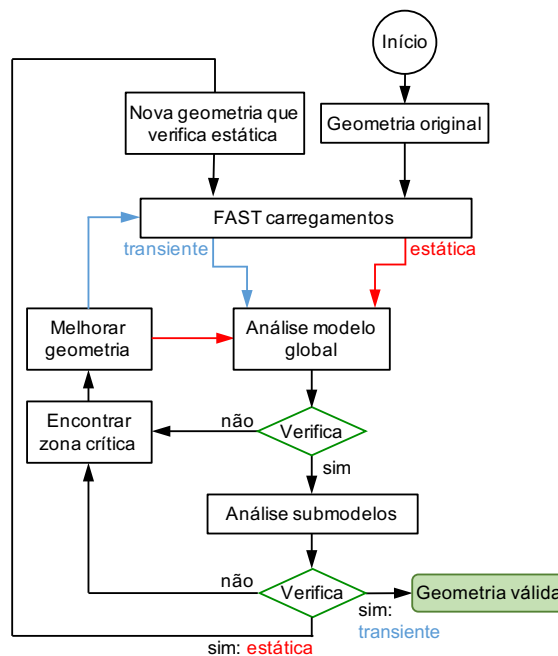 Início
Nova geometria que
verifica estática
Geometria original
FAST carregamentos
transiente
estática
Melhorar
geometria
Análise modelo
global
Encontrar
zona crítica
não
Verifica
sim
Análise submodelos
não
Verifica
Geometria válida
sim:
transiente
sim: estática